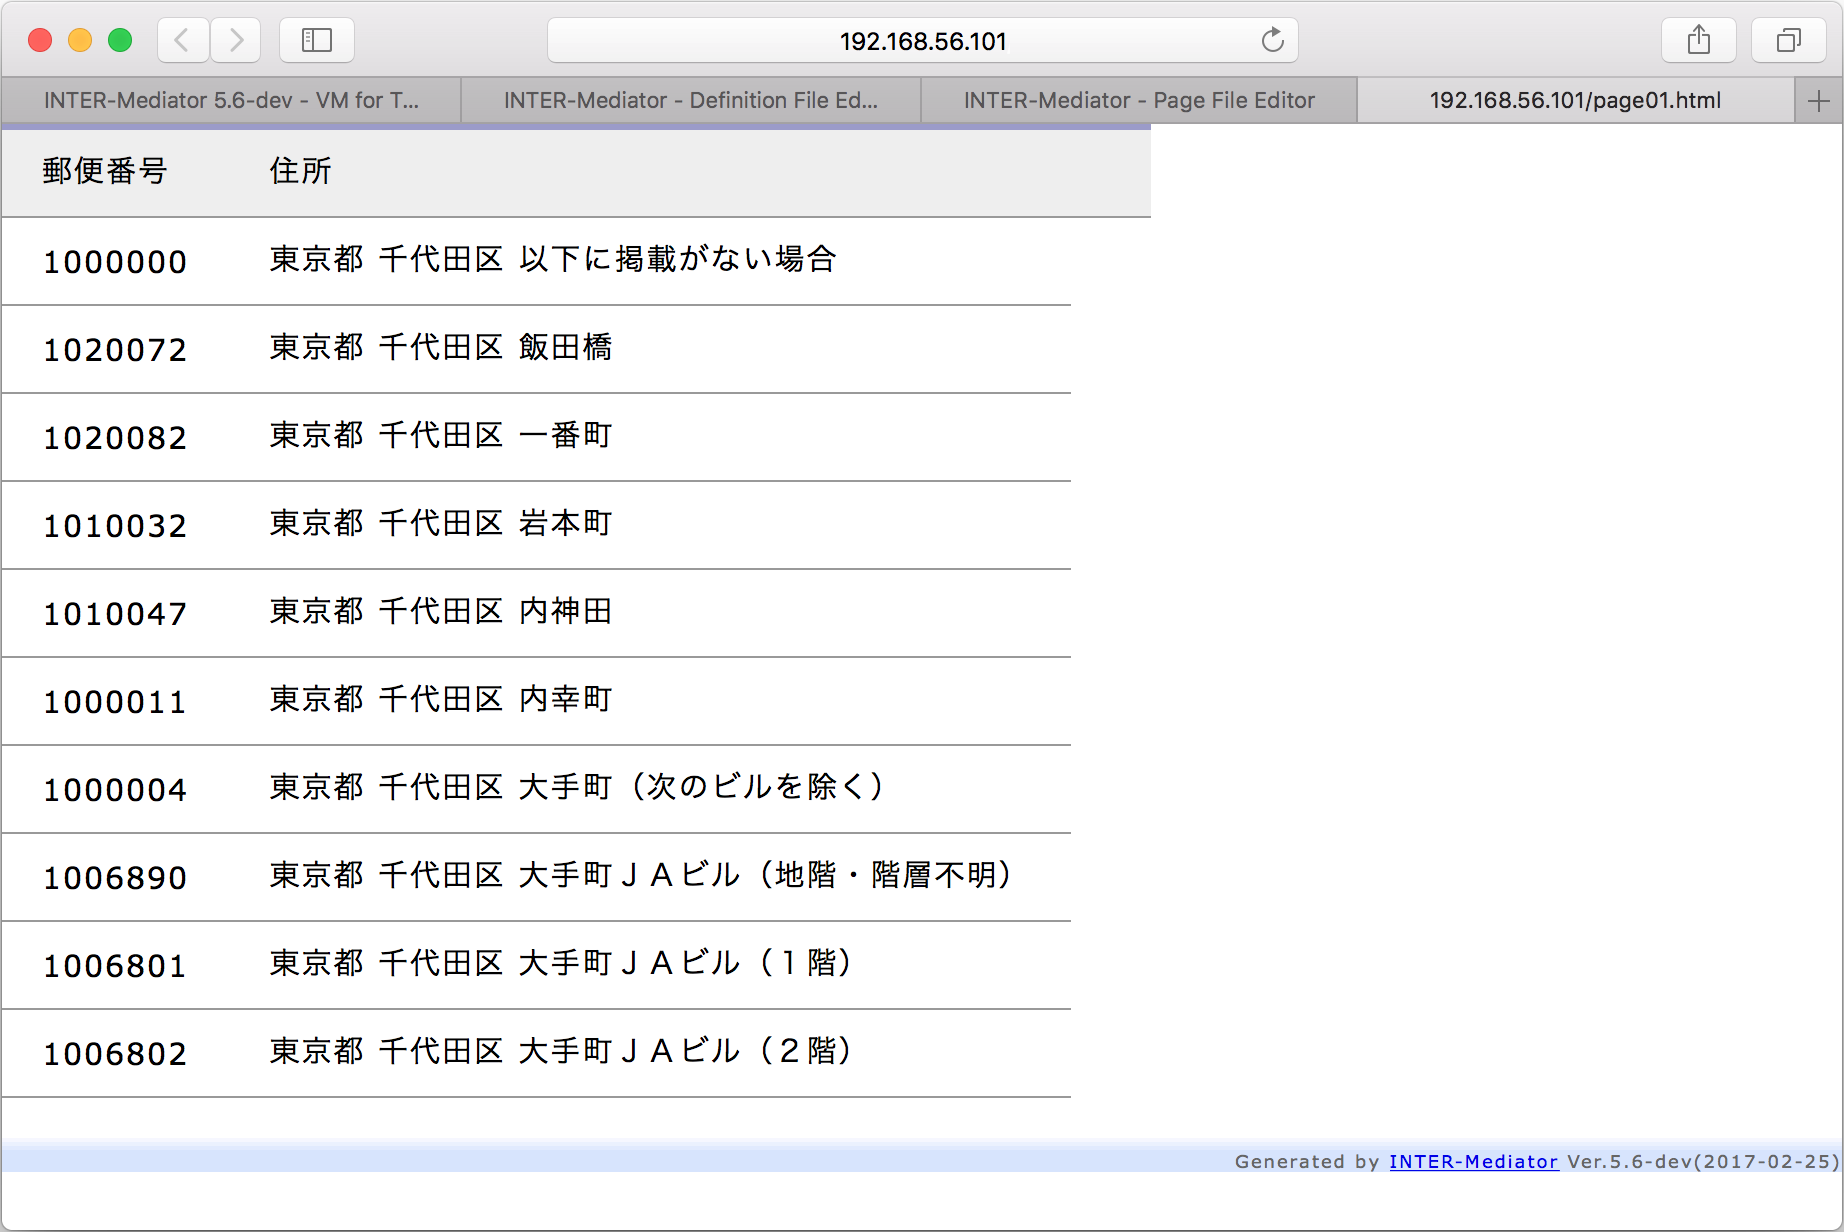 192.168.56.101
INTER-Mediator 5.6-dev - VM for T...
INTER-Mediator - Definition File Ed...
INTER-Mediator - Page File Editor
192.168.56.101/page01.html
郵便番号 住所
1000000 東京都 千代田区 以下に掲載がない場合
1020072 東京都 千代田区 飯田橋
1020082 東京都 千代田区 一番町
1010032 東京都 千代田区 岩本町
1010047 東京都 千代田区 内神田
1000011 東京都 千代田区 内幸町
1000004 東京都 千代田区 大手町（次のビルを除く）
1006890 東京都 千代田区 大手町ＪＡビル（地階・階層不明）
1006801 東京都 千代田区 大手町ＪＡビル（１階）
1006802 東京都 千代田区 大手町ＪＡビル（２階）
Generated by INTER-Mediator Ver.5.6-dev(2017-02-25)